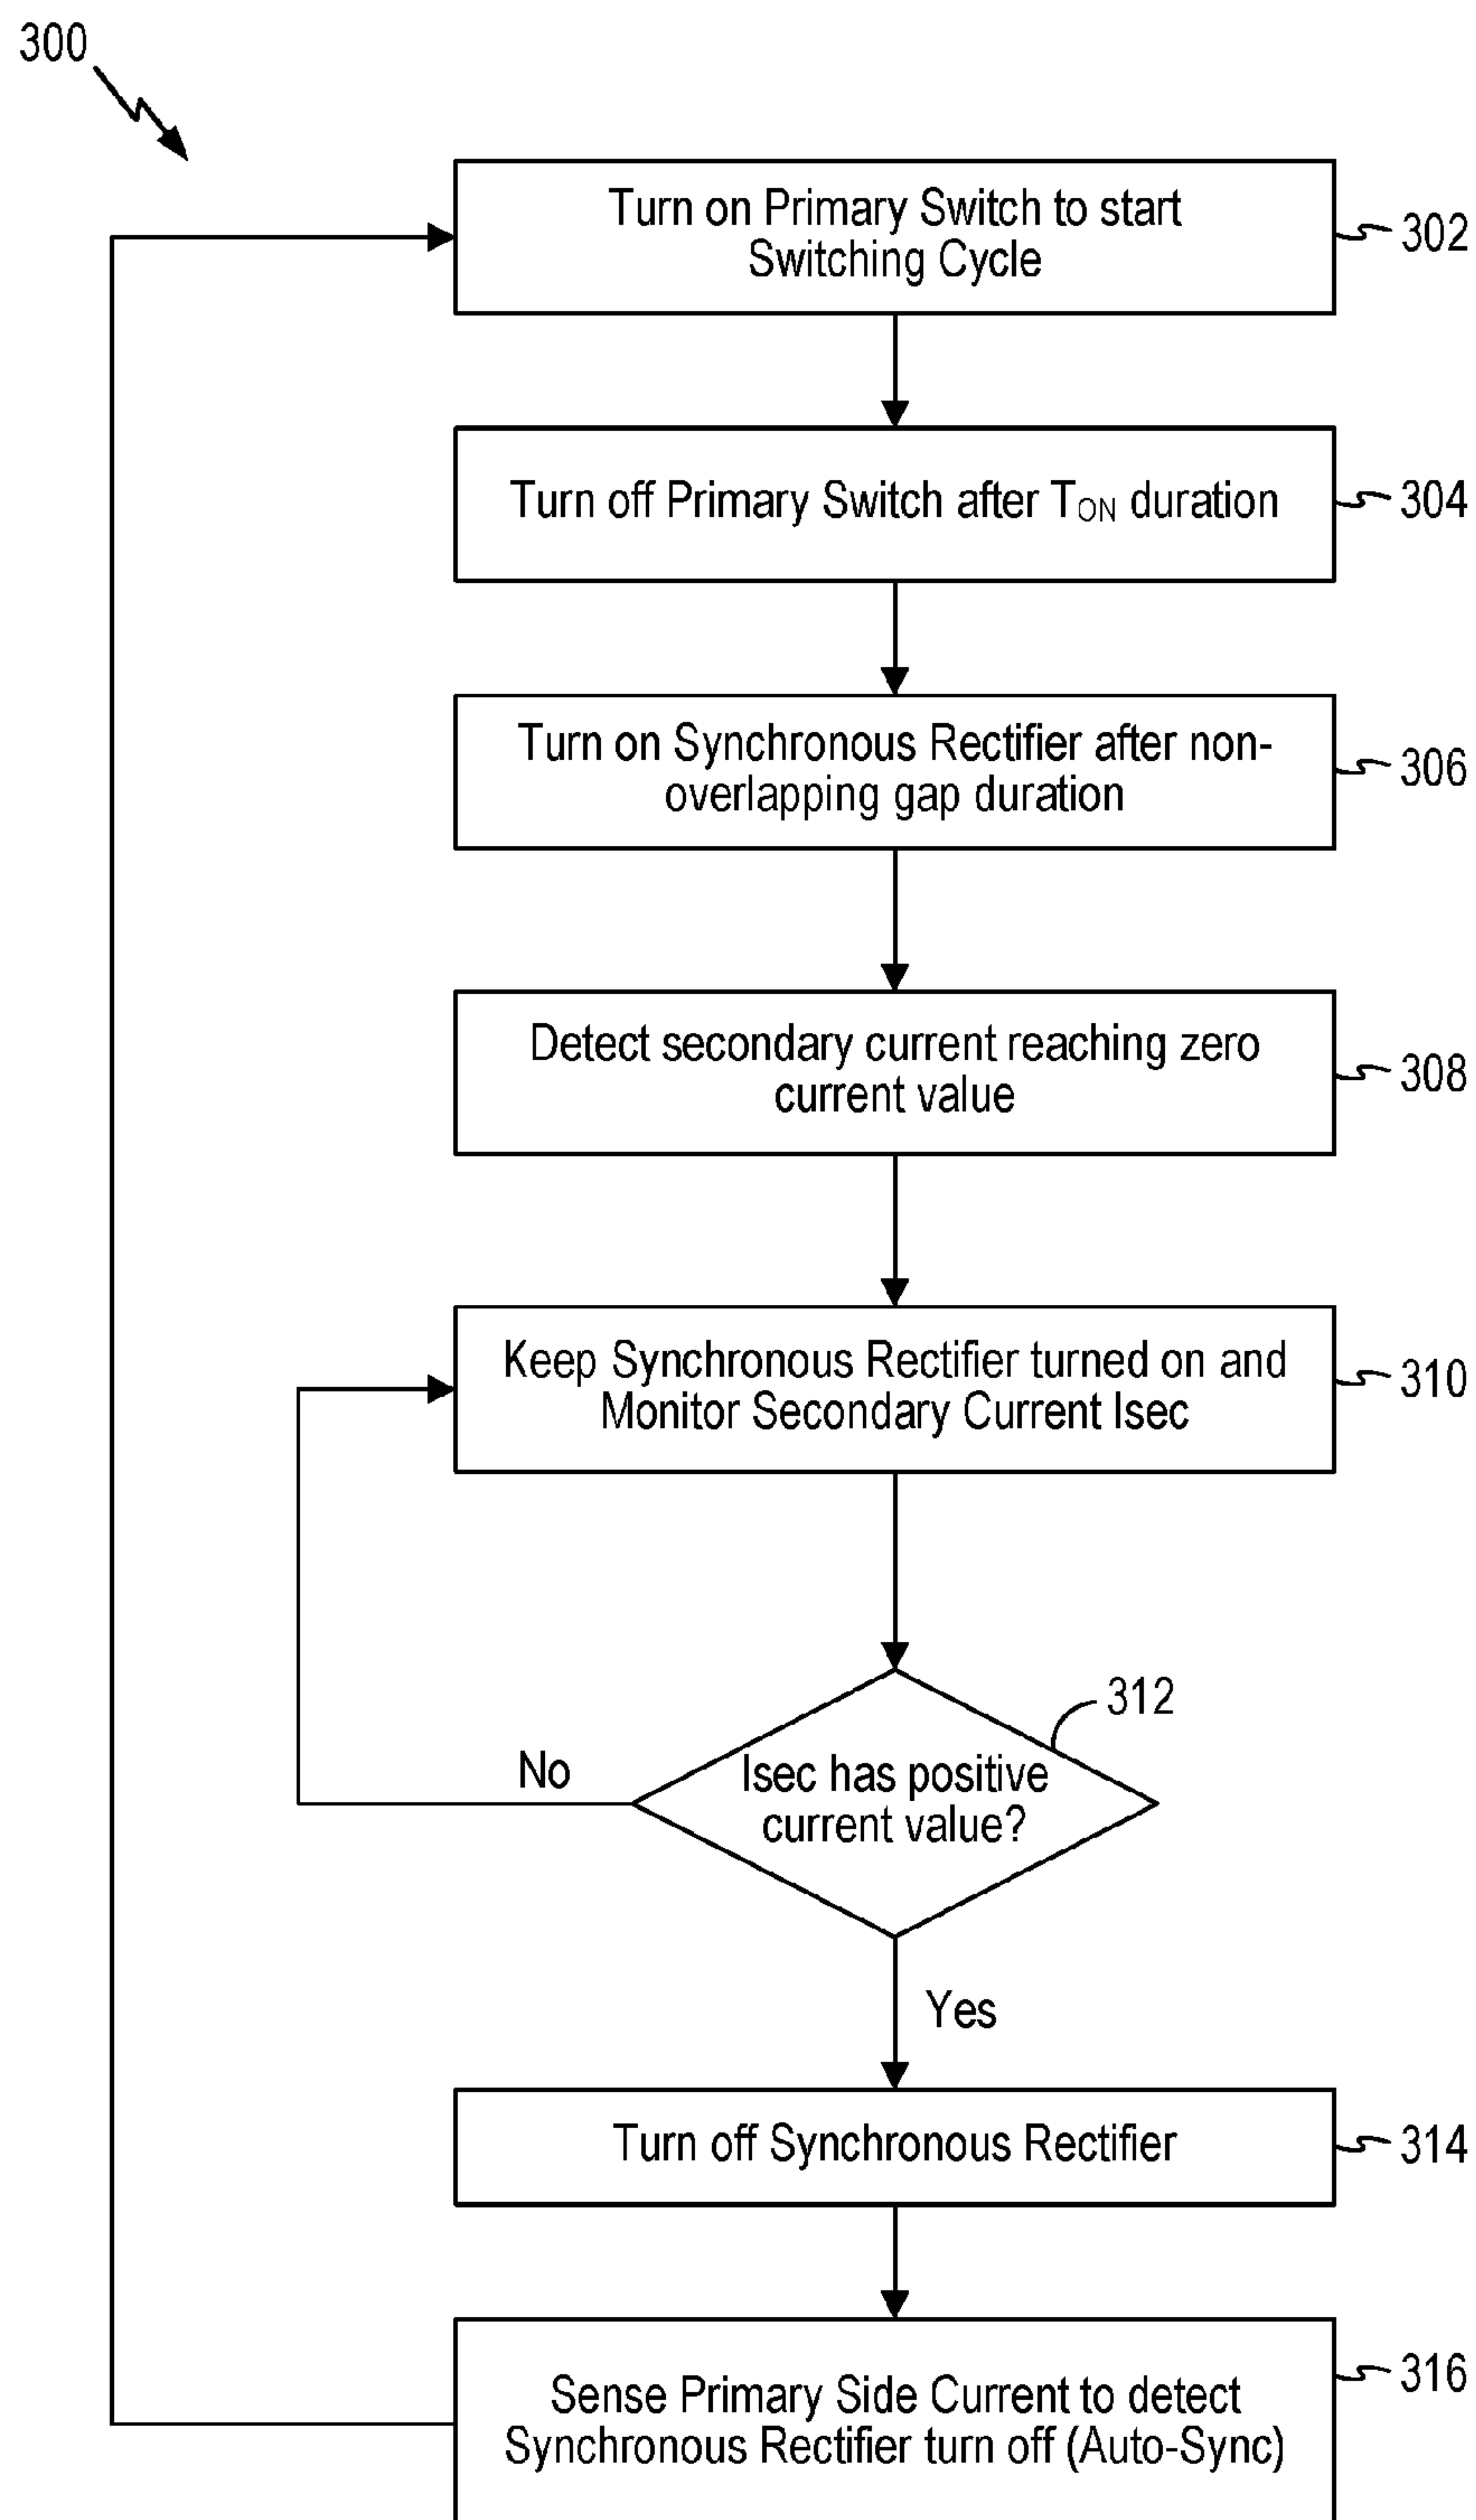 300
Turn on Primary Switch to start
Switching Cycle
302
Turn off Primary Switch after TON duration
304
Turn on Synchronous Rectifier after non-
overlapping gap duration
306
Detect secondary current reaching zero
current value
308
Keep Synchronous Rectifier turned on and
Monitor Secondary Current Isec
310
312
Isec has positive
current value?
No
Yes
Turn off Synchronous Rectifier
314
Sense Primary Side Current to detect
Synchronous Rectifier turn off (Auto-Sync)
316